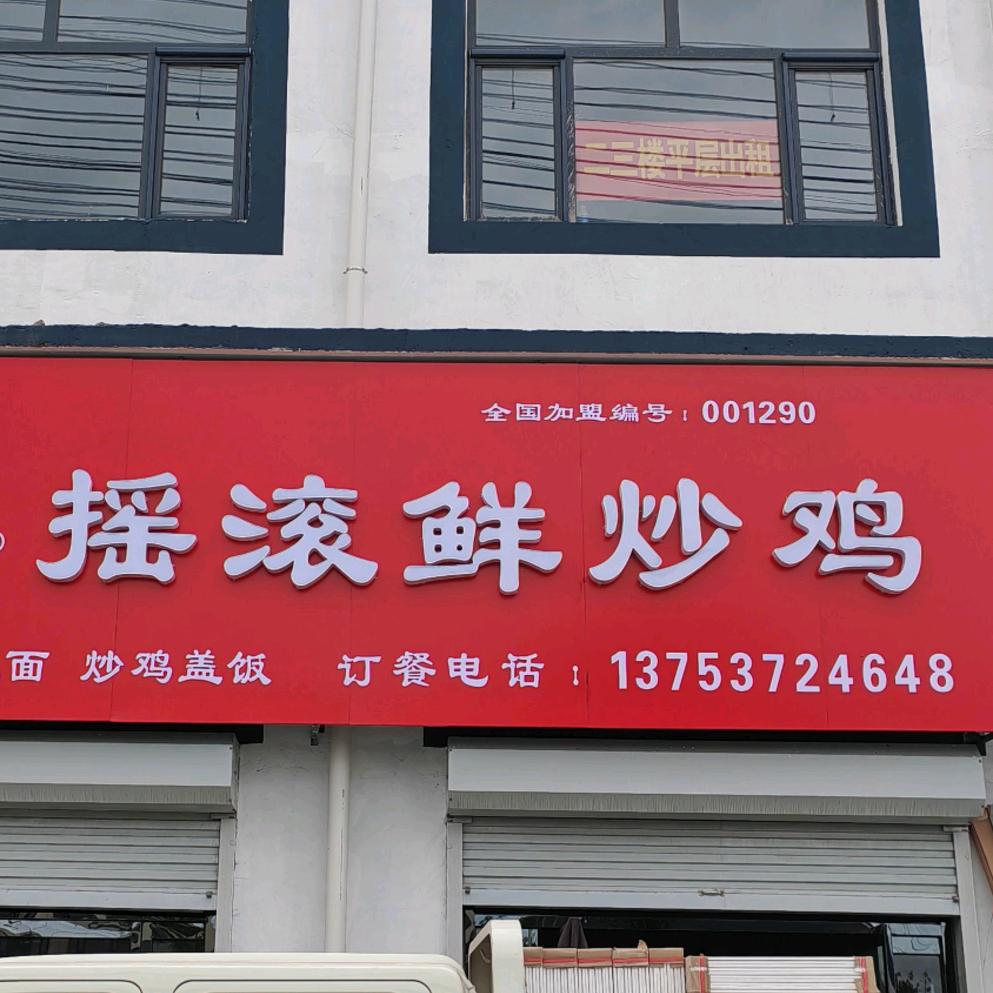 二三楼平层出租
全国加盟编号：001290
摇滚鲜炒鸡
面 炒鸡盖饭 订餐电话：13753724648